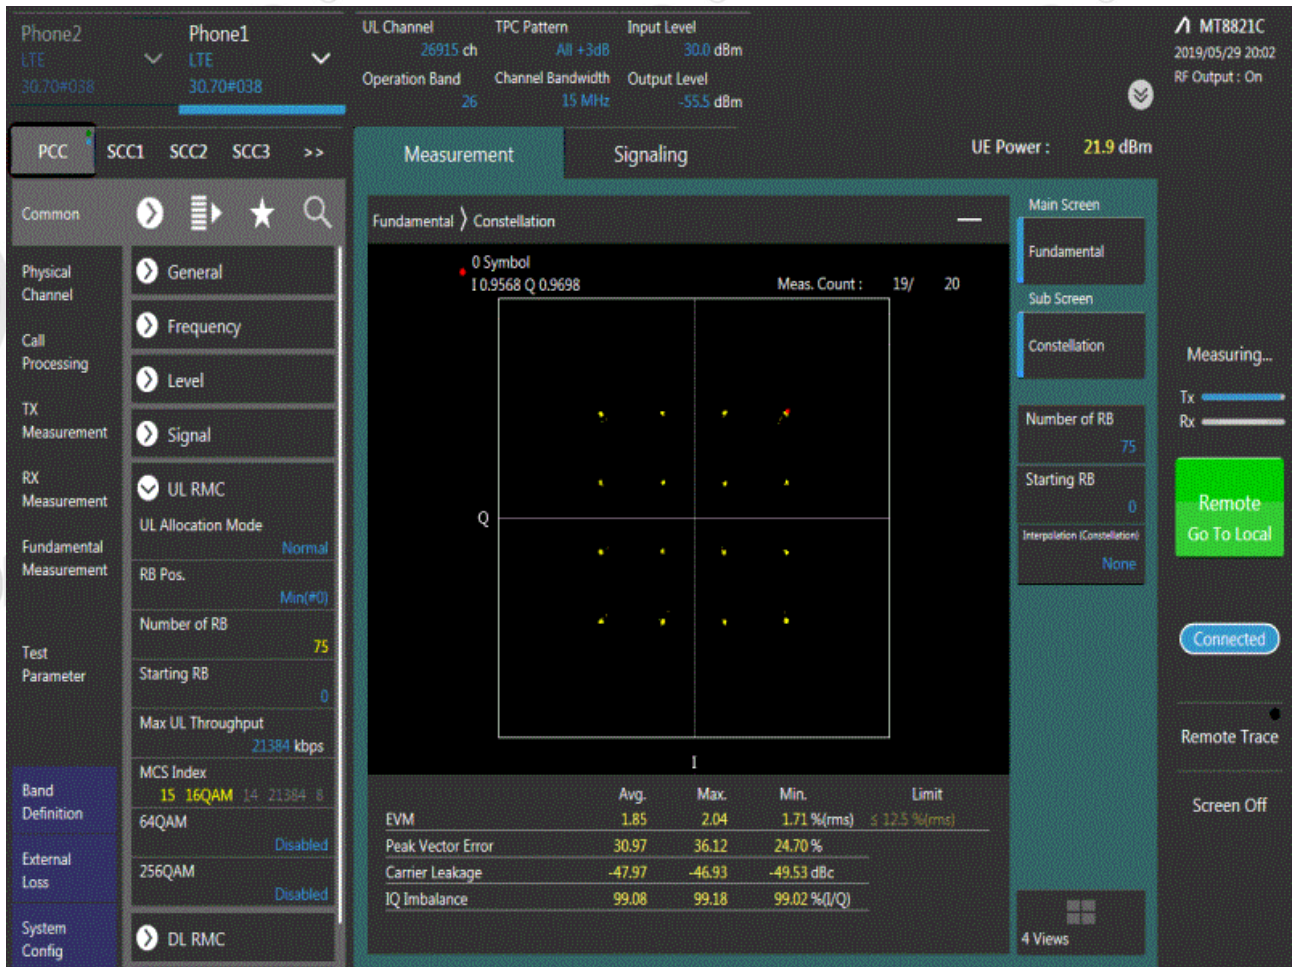 Phone2
LTE
30.70#038
Phone1
LTE
30.70#038
UL Channel
26915 ch
TPC Pattern
All +3dB
Input Level
30.0 dBm
Operation Band
26
Channel Bandwidth
15 MHz
Output Level
-55.5 dBm
MT8821C
2019/05/29 20:02
RF Output : On
PCC SCC1 SCC2 SCC3 >>
Measurement Signaling
UE Power : 21.9 dBm
Common
Physical
Channel
Call
Processing
TX
Measurement
RX
Measurement
Fundamental
Measurement
Test
Parameter
Band
Definition
External
Loss
System
Config
General
Frequency
Level
Signal
UL RMC
UL Allocation Mode
Normal
RB Pos.
Min(#0)
Number of RB
75
Starting RB
0
Max UL Throughput
21384 kbps
MCS Index
15 16QAM 14 21384 8
64QAM
Disabled
256QAM
Disabled
DL RMC
Fundamental 〉 Constellation
0 Symbol
I 0.9568 Q 0.9698
Meas. Count : 19/ 20
Q
I
Avg. Max. Min. Limit
EVM 1.85 2.04 1.71 %(rms) ≤ 12.5 %(rms)
Peak Vector Error 30.97 36.12 24.70 %
Carrier Leakage -47.97 -46.93 -49.53 dBc
IQ Imbalance 99.08 99.18 99.02 %(I/Q)
Main Screen
Fundamental
Sub Screen
Constellation
Number of RB
75
Starting RB
0
Interpolation (Constellation)
None
4 Views
Measuring...
Tx
Rx
Remote
Go To Local
Connected
Remote Trace
Screen Off